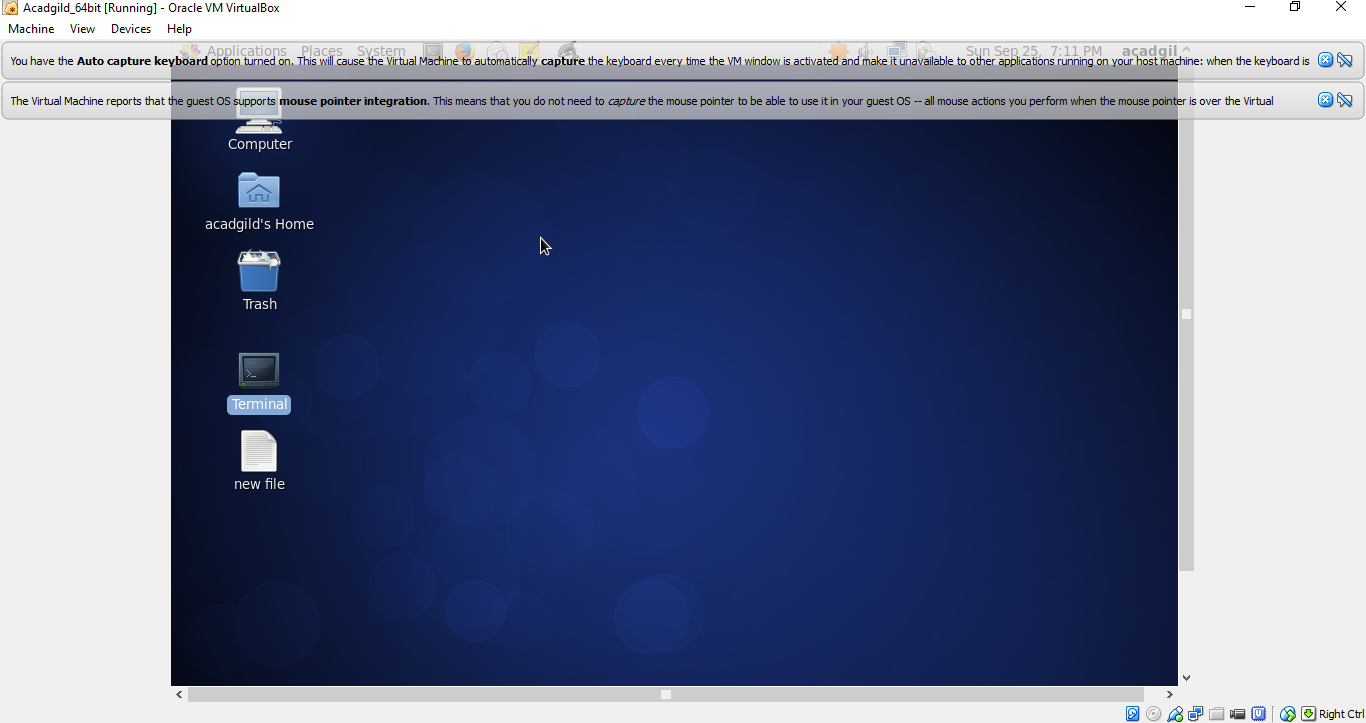 Acadgild_64bit [Running] - Oracle VM VirtualBox
Machine View Devices Help
Applications Places System Sun Sep 25, 7:11 PM acadgil
You have the Auto capture keyboard option turned on. This will cause the Virtual Machine to automatically capture the keyboard every time the VM window is activated and make it unavailable to other applications running on your host machine: when the keyboard is
The Virtual Machine reports that the guest OS supports mouse pointer integration. This means that you do not need to capture the mouse pointer to be able to use it in your guest OS -- all mouse actions you perform when the mouse pointer is over the Virtual
Computer
acadgild's Home
Trash
Terminal
new file
Right Ctrl